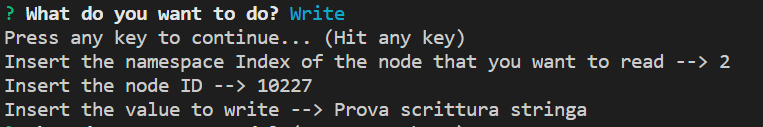 ? What do you want to do? Write
Press any key to continue... (Hit any key)
Insert the namespace Index of the node that you want to read --> 2
Insert the node ID --> 10227
Insert the value to write --> Prova scrittura stringa